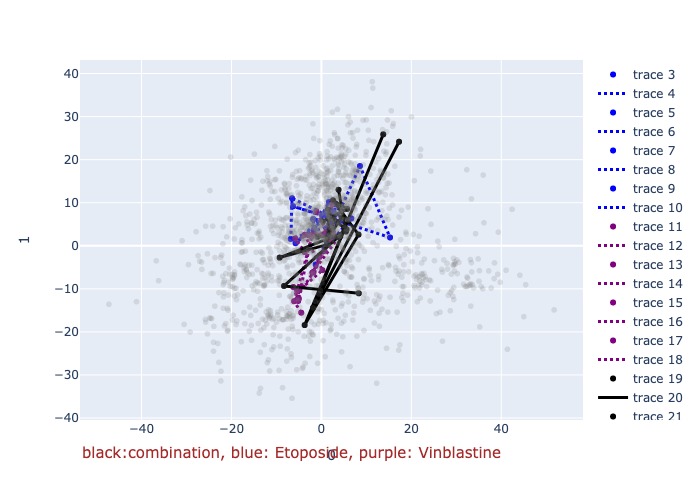 40
30
20
10
0
−10
−20
−30
−40
1
−40
−20
0
20
40
0
black:combination, blue: Etoposide, purple: Vinblastine
trace 3
trace 4
trace 5
trace 6
trace 7
trace 8
trace 9
trace 10
trace 11
trace 12
trace 13
trace 14
trace 15
trace 16
trace 17
trace 18
trace 19
trace 20
trace 21